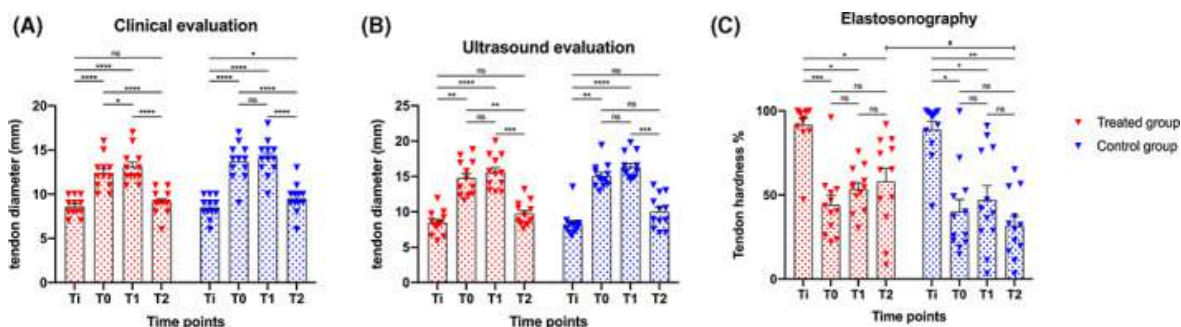 (A)
Clinical evaluation
ns
****
****
****
*
****
*
****
****
****
ns
****
tendon diameter (mm)
20
15
10
5
0
Ti T0 T1 T2 Ti T0 T1 T2
Time points
(B)
Ultrasound evaluation
ns
****
**
**
ns
***
ns
****
**
ns
ns
***
tendon diameter (mm)
25
20
15
10
5
0
Ti T0 T1 T2 Ti T0 T1 T2
Time points
(C)
Elastosonography
*
*
***
ns
ns
ns
**
*
*
ns
ns
ns
Tendon hardness %
100
50
0
Ti T0 T1 T2 Ti T0 T1 T2
Time points
Treated group
Control group